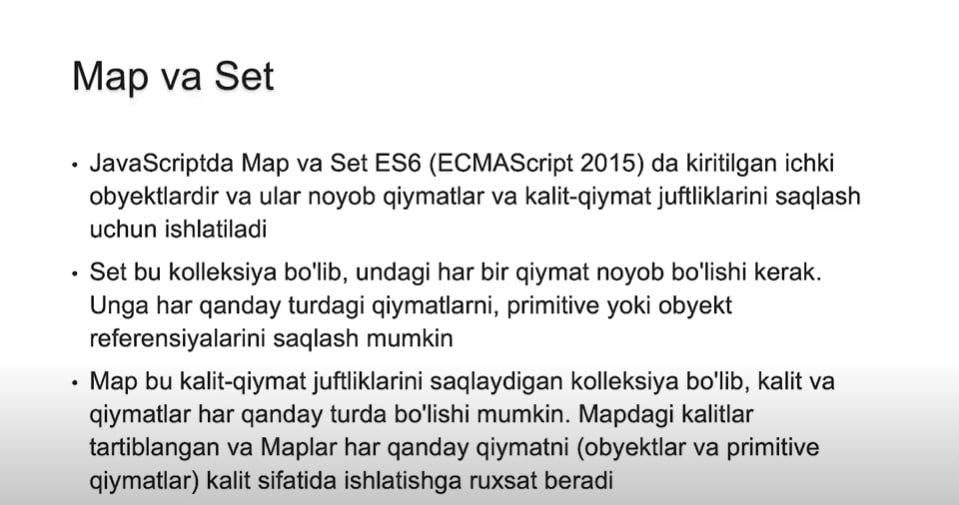 Map va Set
• JavaScriptda Map va Set ES6 (ECMAScript 2015) da kiritilgan ichki
obyektlardir va ular noyob qiymatlar va kalit-qiymat juftliklarini saqlash
uchun ishlatiladi
• Set bu kolleksiya bo'lib, undagi har bir qiymat noyob bo'lishi kerak.
Unga har qanday turdagi qiymatlarni, primitive yoki obyekt
referensiyalarini saqlash mumkin
• Map bu kalit-qiymat juftliklarini saqlaydigan kolleksiya bo'lib, kalit va
qiymatlar har qanday turda bo'lishi mumkin. Mapdagi kalitlar
tartiblangan va Maplar har qanday qiymatni (obyektlar va primitive
qiymatlar) kalit sifatida ishlatishga ruxsat beradi